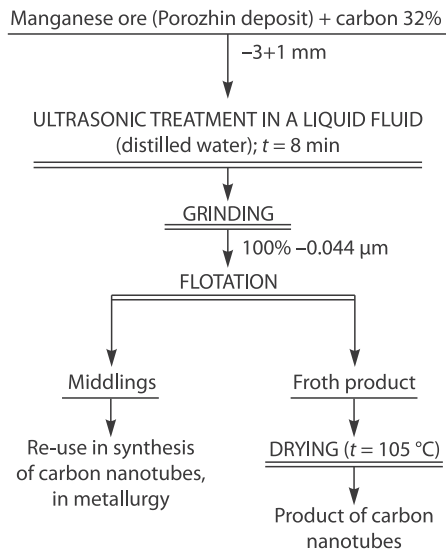 Manganese ore (Porozhin deposit) + carbon 32%
–3+1 mm
ULTRASONIC TREATMENT IN A LIQUID FLUID
(distilled water); t = 8 min
GRINDING
100% –0.044 μm
FLOTATION
Middlings
Froth product
Re-use in synthesis
of carbon nanotubes,
in metallurgy
DRYING (t = 105 °C)
Product of carbon
nanotubes